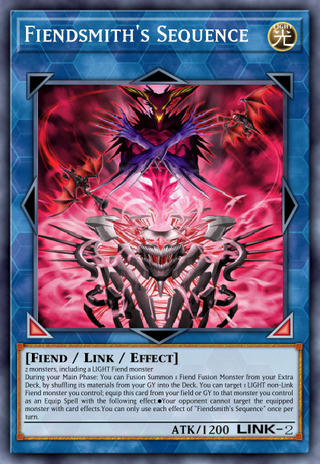 Fiendsmith's Sequence
LIGHT
光
[Fiend / Link / Effect]
2 monsters, including a LIGHT Fiend monster
During your Main Phase: You can Fusion Summon 1 Fiend Fusion Monster from your Extra
Deck, by shuffling its materials from your GY into the Deck. You can target 1 LIGHT non-Link
Fiend monster you control; equip this card from your field or GY to that monster you control
as an Equip Spell with the following effect.●Your opponent cannot target the equipped
monster with card effects.You can only use each effect of "Fiendsmith's Sequence" once per
turn.
ATK/1200 LINK-2